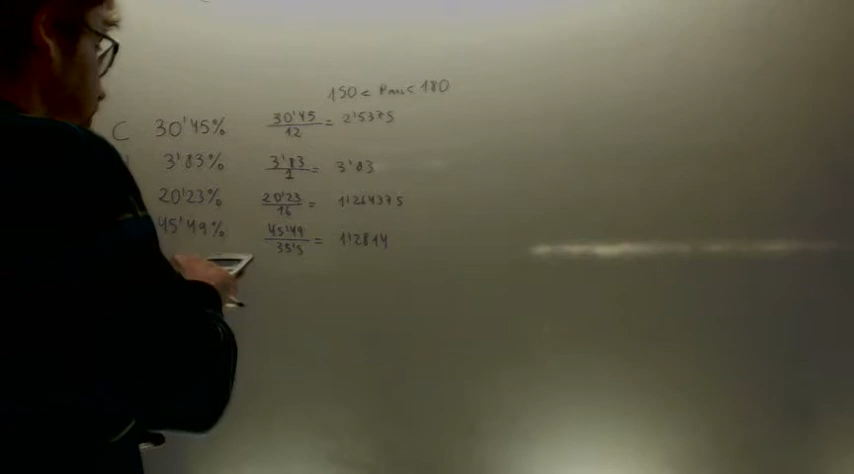 150 < Pmol < 180
C 30'45% 30'45/12 = 2'5375
3'83% 3'83/1 = 3'83
20'23% 20'23/16 = 1'264375
45'49% 45'49/35'5 = 1'2814